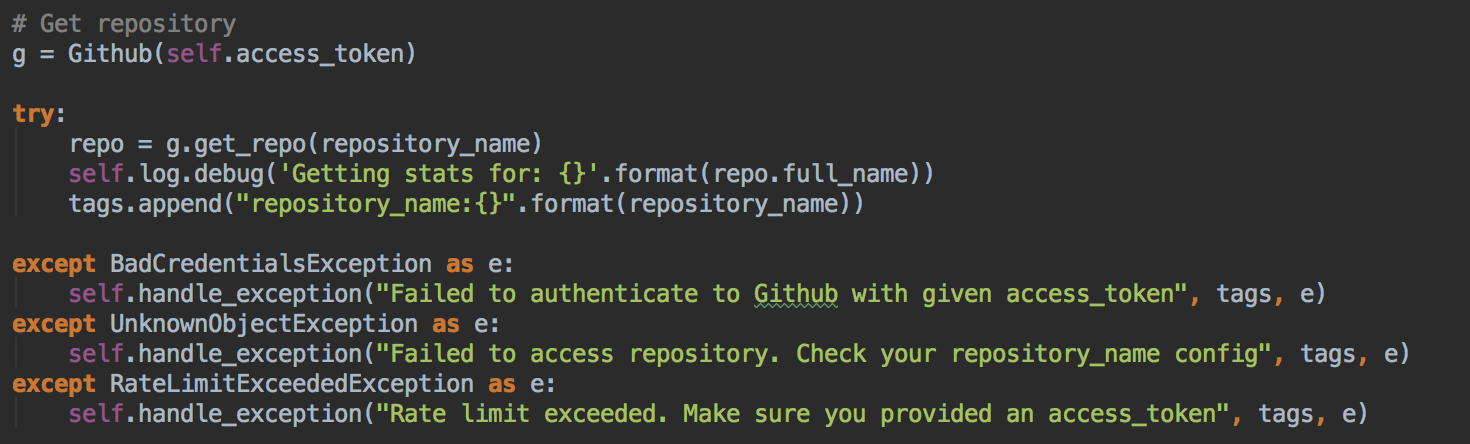 # Get repository
g = Github(self.access_token)
try:
repo = g.get_repo(repository_name)
self.log.debug('Getting stats for: {}'.format(repo.full_name))
tags.append("repository_name:{}".format(repository_name))
except BadCredentialsException as e:
self.handle_exception("Failed to authenticate to Github with given access_token", tags, e)
except UnknownObjectException as e:
self.handle_exception("Failed to access repository. Check your repository_name config", tags, e)
except RateLimitExceededException as e:
self.handle_exception("Rate limit exceeded. Make sure you provided an access_token", tags, e)